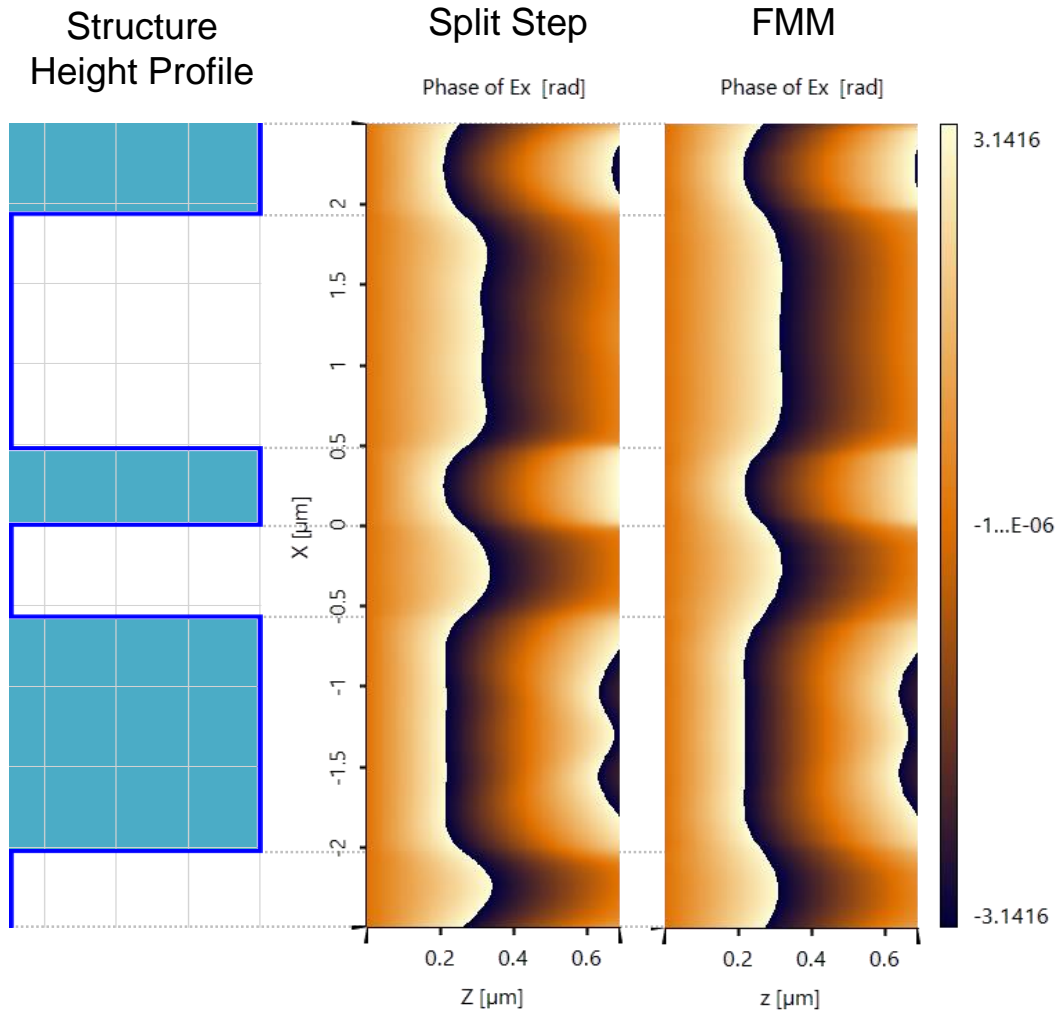 Structure
Height Profile
Split Step
FMM
Phase of Ex [rad]
Phase of Ex [rad]
X [µm]
2
1.5
1
0.5
0
-0.5
-1
-1.5
-2
0.2
0.4
0.6
Z [µm]
0.2
0.4
0.6
z [µm]
3.1416
-1...E-06
-3.1416